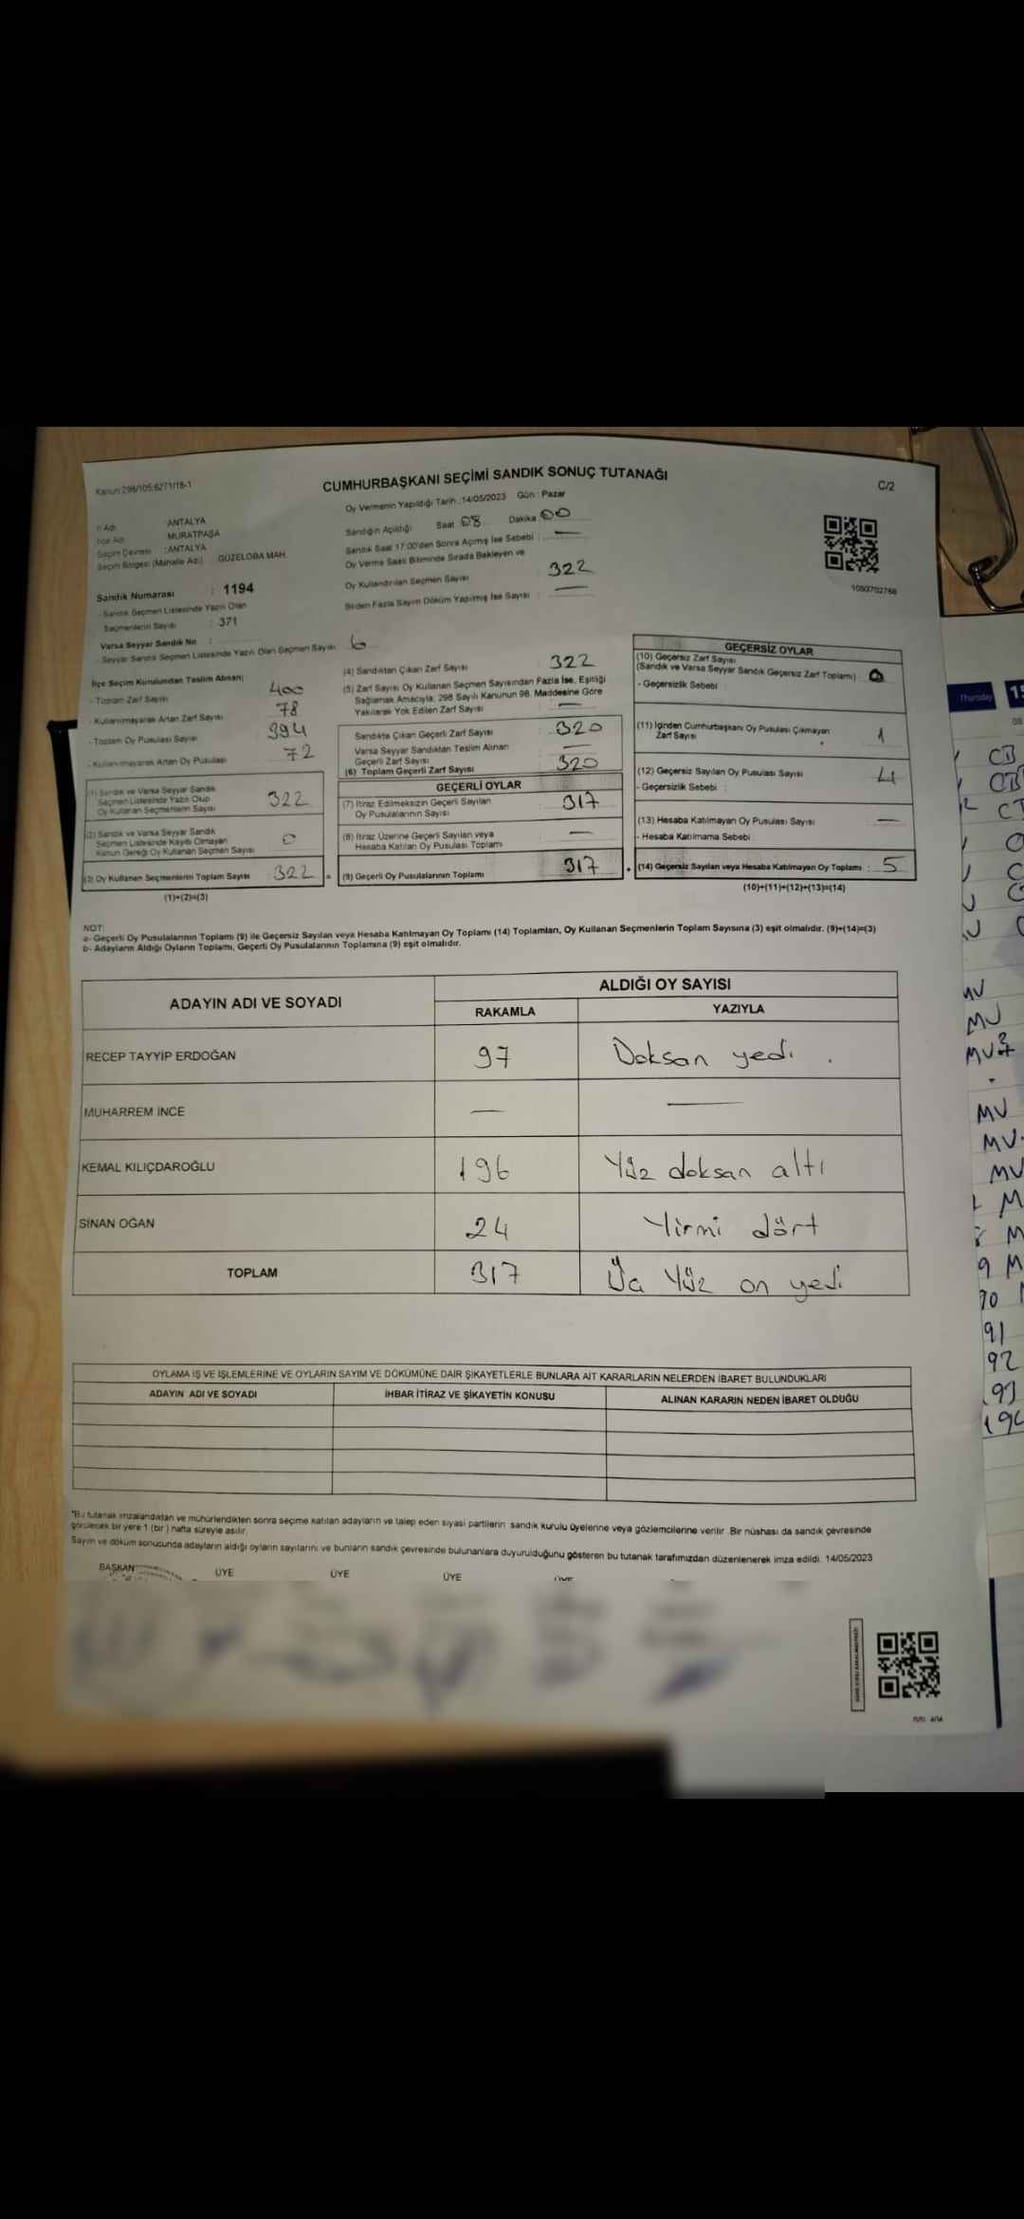 Kanun 298/105;6271/18-1
CUMHURBAŞKANI SEÇİMİ SANDIK SONUÇ TUTANAĞI
C/2
Oy Vermenin Yapıldığı Tarih : 14/05/2023 Gün : Pazar
İl Adı : ANTALYA
İlçe Adı : MURATPAŞA
Seçim Çevresi : ANTALYA
Seçim Bölgesi (Mahalle Adı) : GÜZELOBA MAH.
Sandığın Açıldığı Saat 08 Dakika 00
Sandık Saat 17:00'den Sonra Açımış İse Sebebi : —
Oy Verme Saati Bitiminde Sırada Bekleyen ve
Oy Kullandırılan Seçmen Sayısı 322
Birden Fazla Sayım Döküm Yapılmış İse Sayısı : —
1050702768
Sandık Numarası : 1194
- Sandık Seçmen Listesinde Yazılı Olan
Seçmenlerin Sayısı : 371
Varsa Seyyar Sandık No :
- Seyyar Sandık Seçmen Listesinde Yazılı Olan Seçmen Sayısı 6
İlçe Seçim Kurulundan Teslim Alınan;
- Toplam Zarf Sayısı 400
- Kullanılmayarak Artan Zarf Sayısı 78
- Toplam Oy Pusulası Sayısı 394
- Kullanılmayarak Artan Oy Pusulası 72
(1) Sandık ve Varsa Seyyar Sandık
Seçmen Listesinde Yazılı Olup
Oy Kullanan Seçmenlerin Sayısı 322
(2) Sandık ve Varsa Seyyar Sandık
Seçmen Listesinde Kayıtlı Olmayan
Kanun Gereği Oy Kullanan Seçmen Sayısı 0
(3) Oy Kullanan Seçmenlerin Toplam Sayısı 322
(1)+(2)=(3)
(4) Sandıktan Çıkan Zarf Sayısı 322
(5) Zarf Sayısı Oy Kullanan Seçmen Sayısından Fazla İse, Eşitliği
Sağlamak Amacıyla, 298 Sayılı Kanunun 98. Maddesine Göre
Yakılarak Yok Edilen Zarf Sayısı —
Sandıkta Çıkan Geçerli Zarf Sayısı 320
Varsa Seyyar Sandıktan Teslim Alınan
Geçerli Zarf Sayısı —
(6) Toplam Geçerli Zarf Sayısı 320
GEÇERLİ OYLAR
(7) İtiraz Edilmeksizin Geçerli Sayılan
Oy Pusulalarının Sayısı 317
(8) İtiraz Üzerine Geçerli Sayılan veya
Hesaba Katılan Oy Pusulası Toplamı —
(9) Geçerli Oy Pusulalarının Toplamı 317
GEÇERSİZ OYLAR
(10) Geçersiz Zarf Sayısı
(Sandık ve Varsa Seyyar Sandık Geçersiz Zarf Toplamı) : 0
- Geçersizlik Sebebi :
(11) İçinden Cumhurbaşkanı Oy Pusulası Çıkmayan
Zarf Sayısı 1
(12) Geçersiz Sayılan Oy Pusulası Sayısı 4
- Geçersizlik Sebebi :
(13) Hesaba Katılmayan Oy Pusulası Sayısı —
- Hesaba Katılmama Sebebi :
(14) Geçersiz Sayılan veya Hesaba Katılmayan Oy Toplamı : 5
(10)+(11)+(12)+(13)=(14)
NOT:
a- Geçerli Oy Pusulalarının Toplamı (9) ile Geçersiz Sayılan veya Hesaba Katılmayan Oy Toplamı (14) Toplamları, Oy Kullanan Seçmenlerin Toplam Sayısına (3) eşit olmalıdır. (9)+(14)=(3)
b- Adayların Aldığı Oyların Toplamı, Geçerli Oy Pusulalarının Toplamına (9) eşit olmalıdır.
ADAYIN ADI VE SOYADI
ALDIĞI OY SAYISI
RAKAMLA YAZIYLA
RECEP TAYYİP ERDOĞAN 97 Doksan yedi.
MUHARREM İNCE — —
KEMAL KILIÇDAROĞLU 196 Yüz doksan altı
SİNAN OĞAN 24 Yirmi dört
TOPLAM 317 Üç Yüz on yedi
OYLAMA İŞ VE İŞLEMLERİNE VE OYLARIN SAYIM VE DÖKÜMÜNE DAİR ŞİKAYETLERLE BUNLARA AİT KARARLARIN NELERDEN İBARET BULUNDUKLARI
ADAYIN ADI VE SOYADI İHBAR İTİRAZ VE ŞİKAYETİN KONUSU ALINAN KARARIN NEDEN İBARET OLDUĞU
*Bu tutanak imzalandıktan ve mühürlendikten sonra seçime katılan adayların ve talep eden siyasi partilerin sandık kurulu üyelerine veya gözlemcilerine verilir. Bir nüshası da sandık çevresinde
görülecek bir yere 1 (bir) hafta süreyle asılır.
Sayım ve döküm sonucunda adayların aldığı oyların sayılarını ve bunların sandık çevresinde bulunanlara duyurulduğunu gösteren bu tutanak tarafımızdan düzenlenerek imza edildi. 14/05/2023
BAŞKAN ÜYE ÜYE ÜYE ÜYE
Thursday
CB
MV
MU
MV
MV
MV
91
92
93